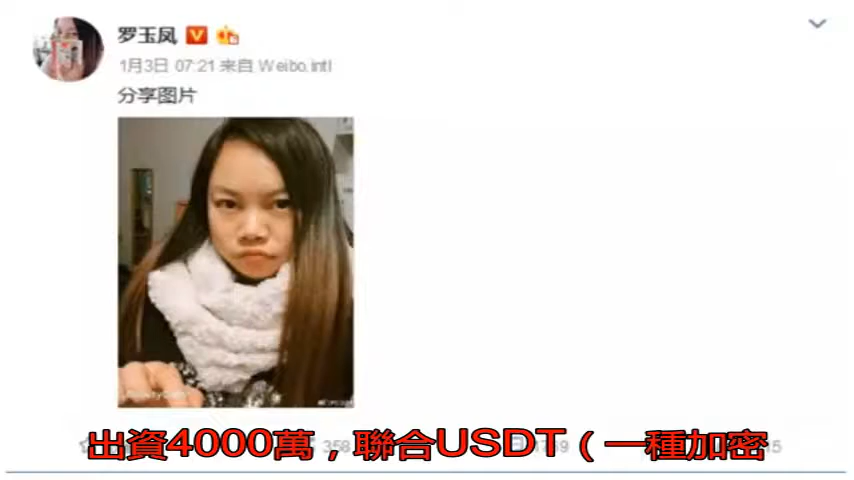 罗玉凤
1月3日 07:21 来自 Weibo.intl
分享图片
出資4000萬，聯合USDT（一種加密
358